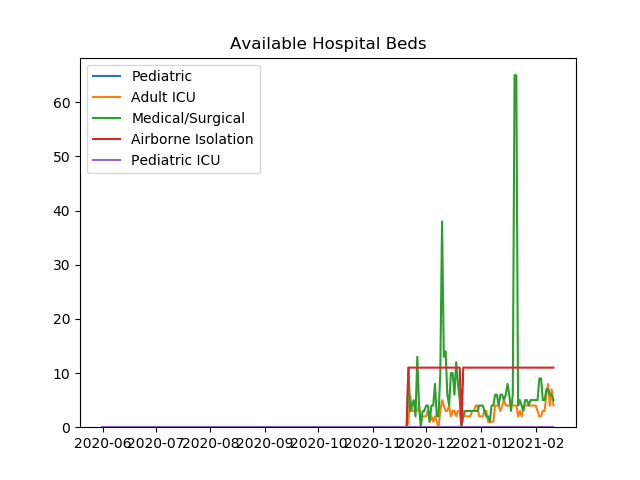 Available Hospital Beds
Pediatric
Adult ICU
Medical/Surgical
Airborne Isolation
Pediatric ICU
60
50
40
30
20
10
0
2020-06 2020-07 2020-08 2020-09 2020-10 2020-11 2020-12 2021-01 2021-02